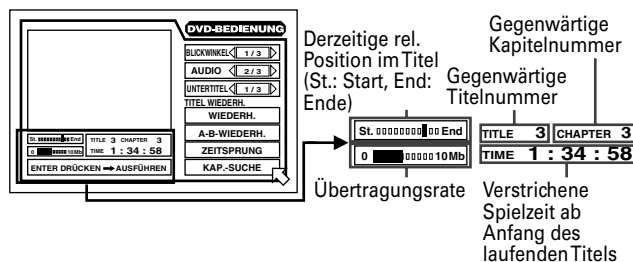 DVD-BEDIENUNG
BLICKWINKEL 1 / 3
AUDIO 2 / 3
UNTERTITEL 1 / 3
TITEL WIEDERH.
WIEDERH.
A-B-WIEDERH.
ZEITSPRUNG
KAP.-SUCHE
St. End
0 10Mb
TITLE 3 CHAPTER 3
TIME 1 : 34 : 58
ENTER DRÜCKEN ➞ AUSFÜHREN
Derzeitige rel.
Position im Titel
(St.: Start, End:
Ende)
St. End
0 10Mb
Übertragungsrate
Gegenwärtige
Kapitelnummer
Gegenwärtige
Titelnummer
TITLE 3 CHAPTER 3
TIME 1 : 34 : 58
Verstrichene
Spielzeit ab
Anfang des
laufenden Titels